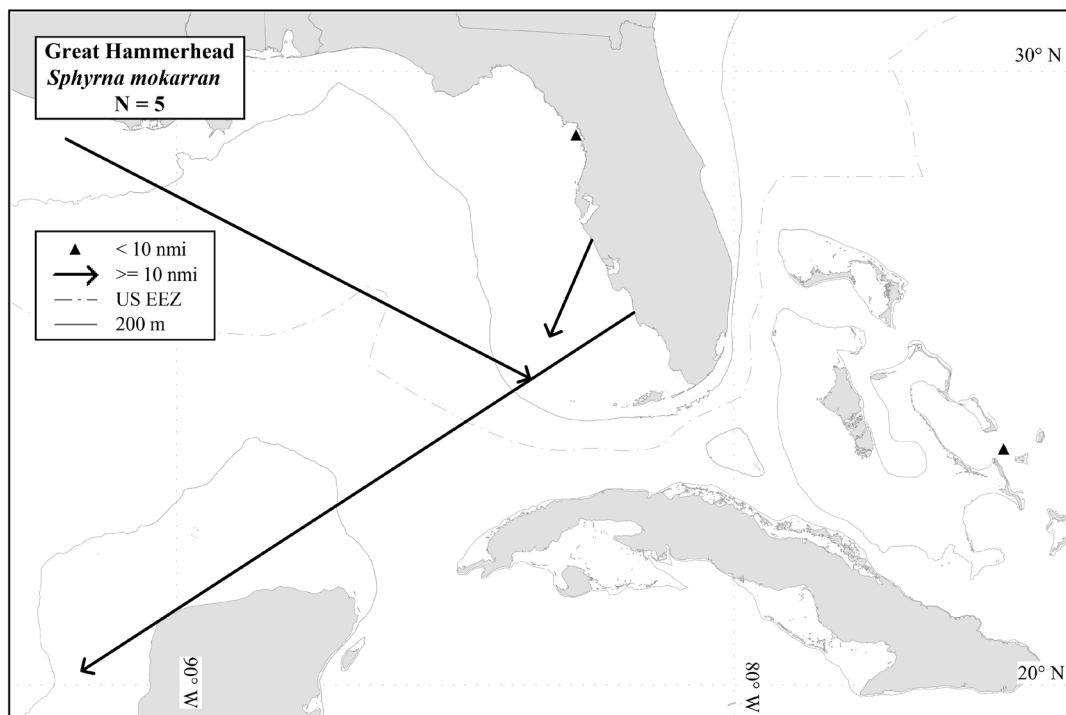 Great Hammerhead
Sphyrna mokarran
N = 5
30° N
< 10 nmi
>= 10 nmi
US EEZ
200 m
90° W
80° W
20° N